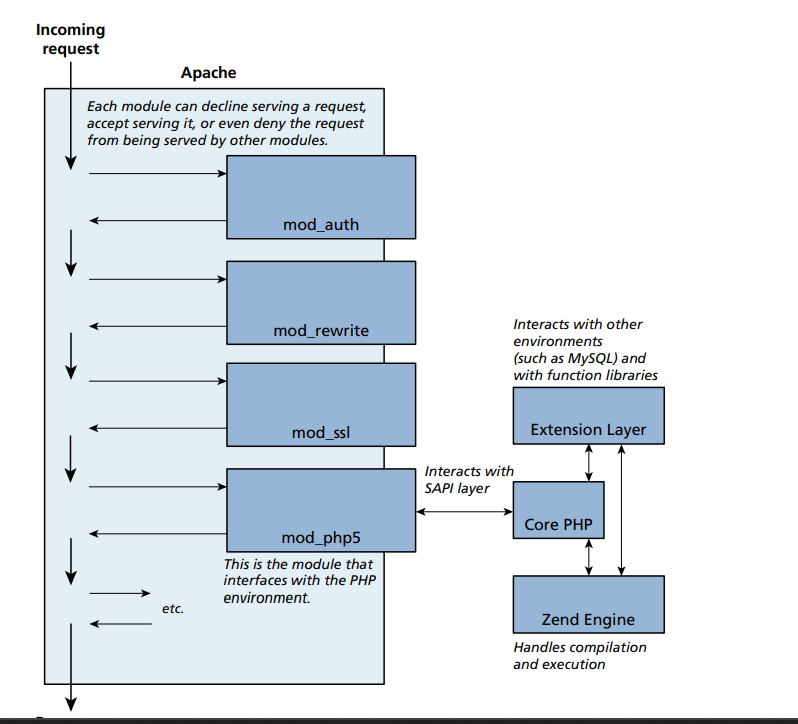 Incoming
request
Apache
Each module can decline serving a request,
accept serving it, or even deny the request
from being served by other modules.
mod_auth
mod_rewrite
Interacts with other
environments
(such as MySQL) and
with function libraries
mod_ssl
Extension Layer
Interacts with
SAPI layer
Core PHP
mod_php5
This is the module that
interfaces with the PHP
environment.
etc.
Zend Engine
Handles compilation
and execution